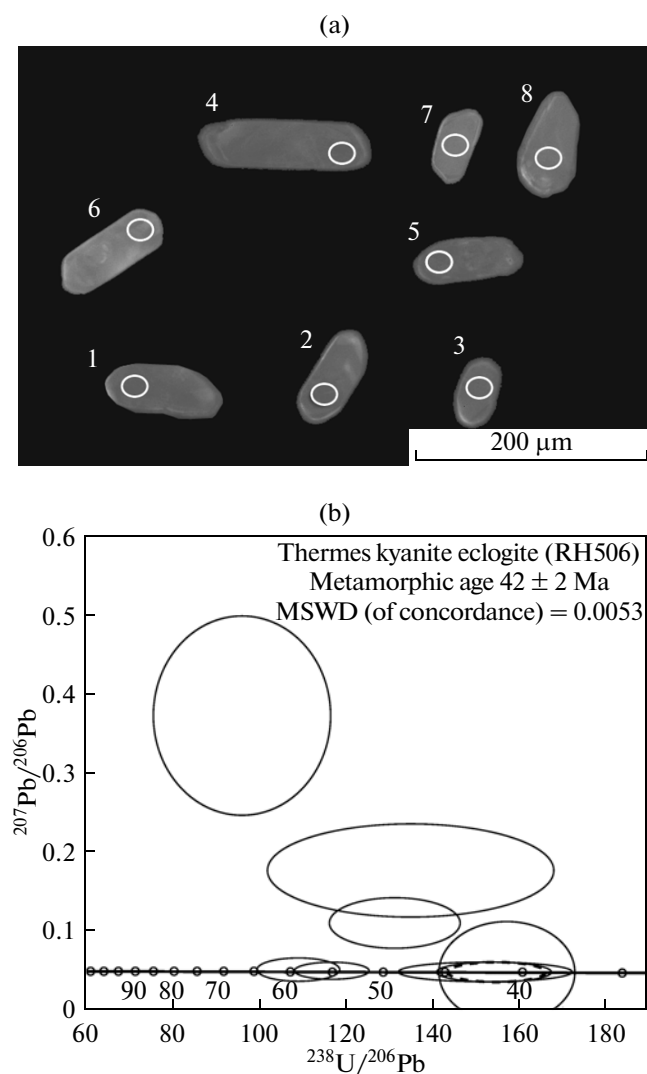 (a)
4
7
8
6
5
1
2
3
200 μm
(b)
Thermes kyanite eclogite (RH506)
Metamorphic age 42 ± 2 Ma
MSWD (of concordance) = 0.0053
0.6
0.5
0.4
0.3
0.2
0.1
0
²⁰⁷Pb/²⁰⁶Pb
90 80 70 60 50 40
60 80 100 120 140 160 180
²³⁸U/²⁰⁶Pb